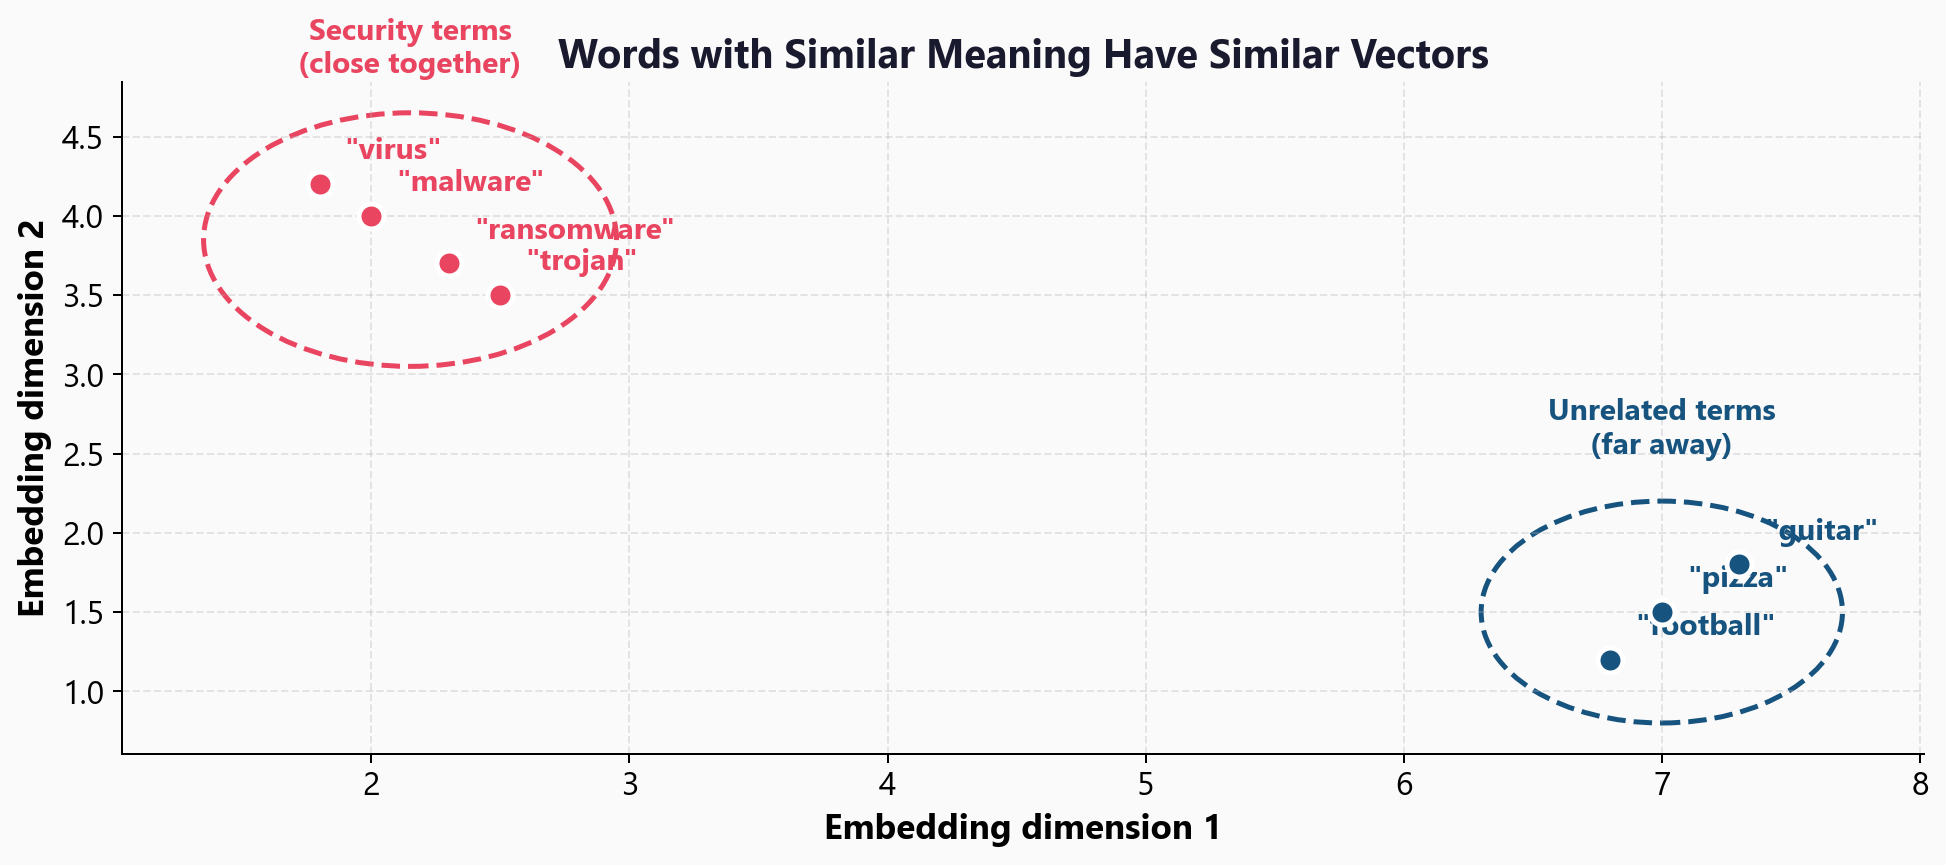 Security terms
(close together)
Words with Similar Meaning Have Similar Vectors
"virus"
"malware"
"ransomware"
"trojan"
Unrelated terms
(far away)
"guitar"
"pizza"
"football"
Embedding dimension 2
4.5
4.0
3.5
3.0
2.5
2.0
1.5
1.0
2
3
4
5
6
7
8
Embedding dimension 1